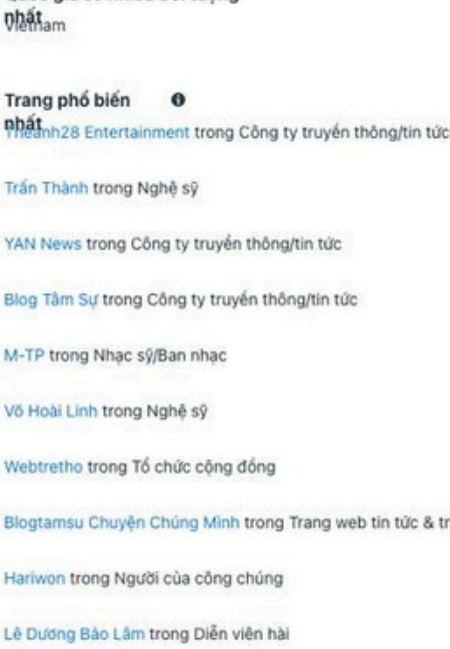 nhất
Vietnam
Trang phổ biến
nhất
Theanh28 Entertainment trong Công ty truyền thông/tin tức
Trấn Thành trong Nghệ sỹ
YAN News trong Công ty truyền thông/tin tức
Blog Tâm Sự trong Công ty truyền thông/tin tức
M-TP trong Nhạc sỹ/Ban nhạc
Võ Hoài Linh trong Nghệ sỹ
Webtretho trong Tổ chức cộng đồng
Blogtamsu Chuyện Chúng Mình trong Trang web tin tức & tr
Hariwon trong Người của công chúng
Lê Dương Bảo Lâm trong Diễn viên hài